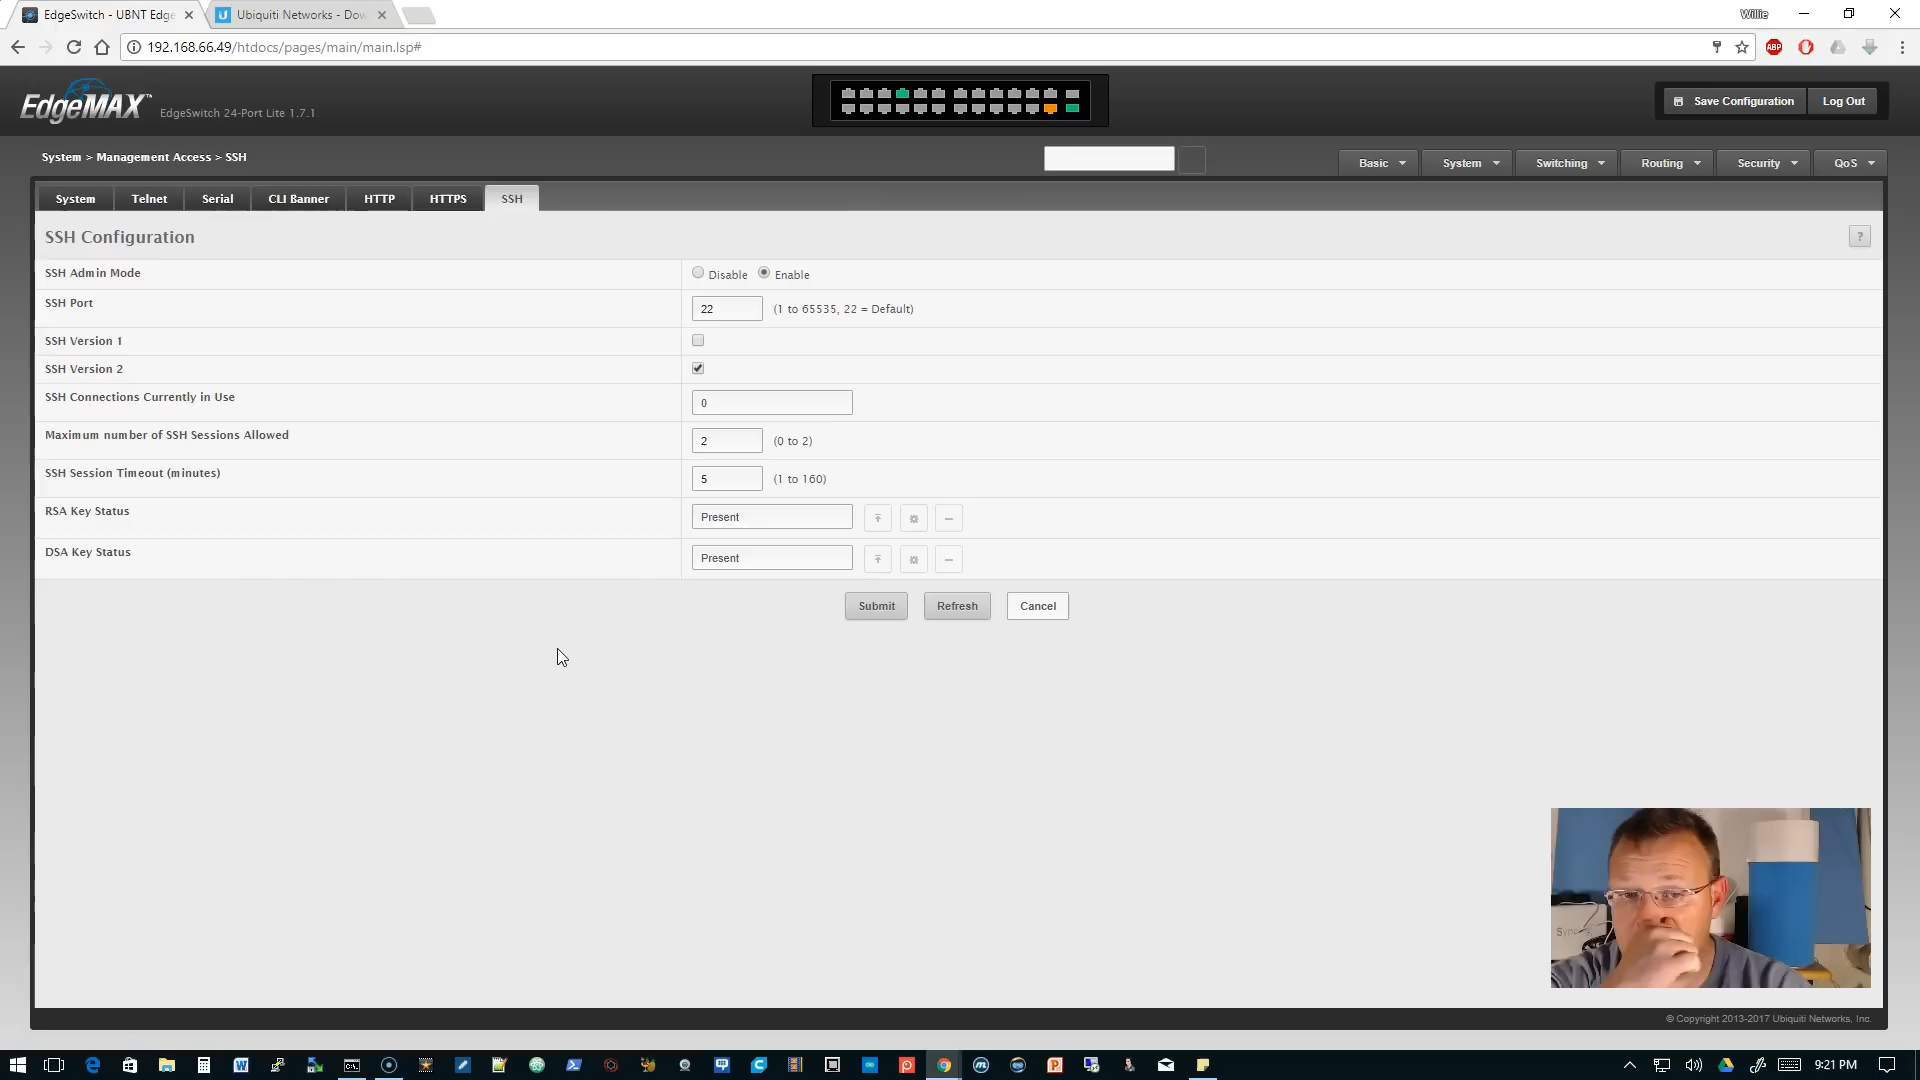 EdgeSwitch - UBNT Edge
Ubiquiti Networks - Dow
Willie
192.168.66.49/htdocs/pages/main/main.lsp#
ABP
EdgeMAX™
EdgeSwitch 24-Port Lite 1.7.1
Save Configuration
Log Out
System > Management Access > SSH
Basic
System
Switching
Routing
Security
QoS
System
Telnet
Serial
CLI Banner
HTTP
HTTPS
SSH
SSH Configuration
?
SSH Admin Mode
Disable
Enable
SSH Port
22
(1 to 65535, 22 = Default)
SSH Version 1
SSH Version 2
SSH Connections Currently in Use
0
Maximum number of SSH Sessions Allowed
2
(0 to 2)
SSH Session Timeout (minutes)
5
(1 to 160)
RSA Key Status
Present
DSA Key Status
Present
Submit
Refresh
Cancel
© Copyright 2013-2017 Ubiquiti Networks, Inc.
9:21 PM